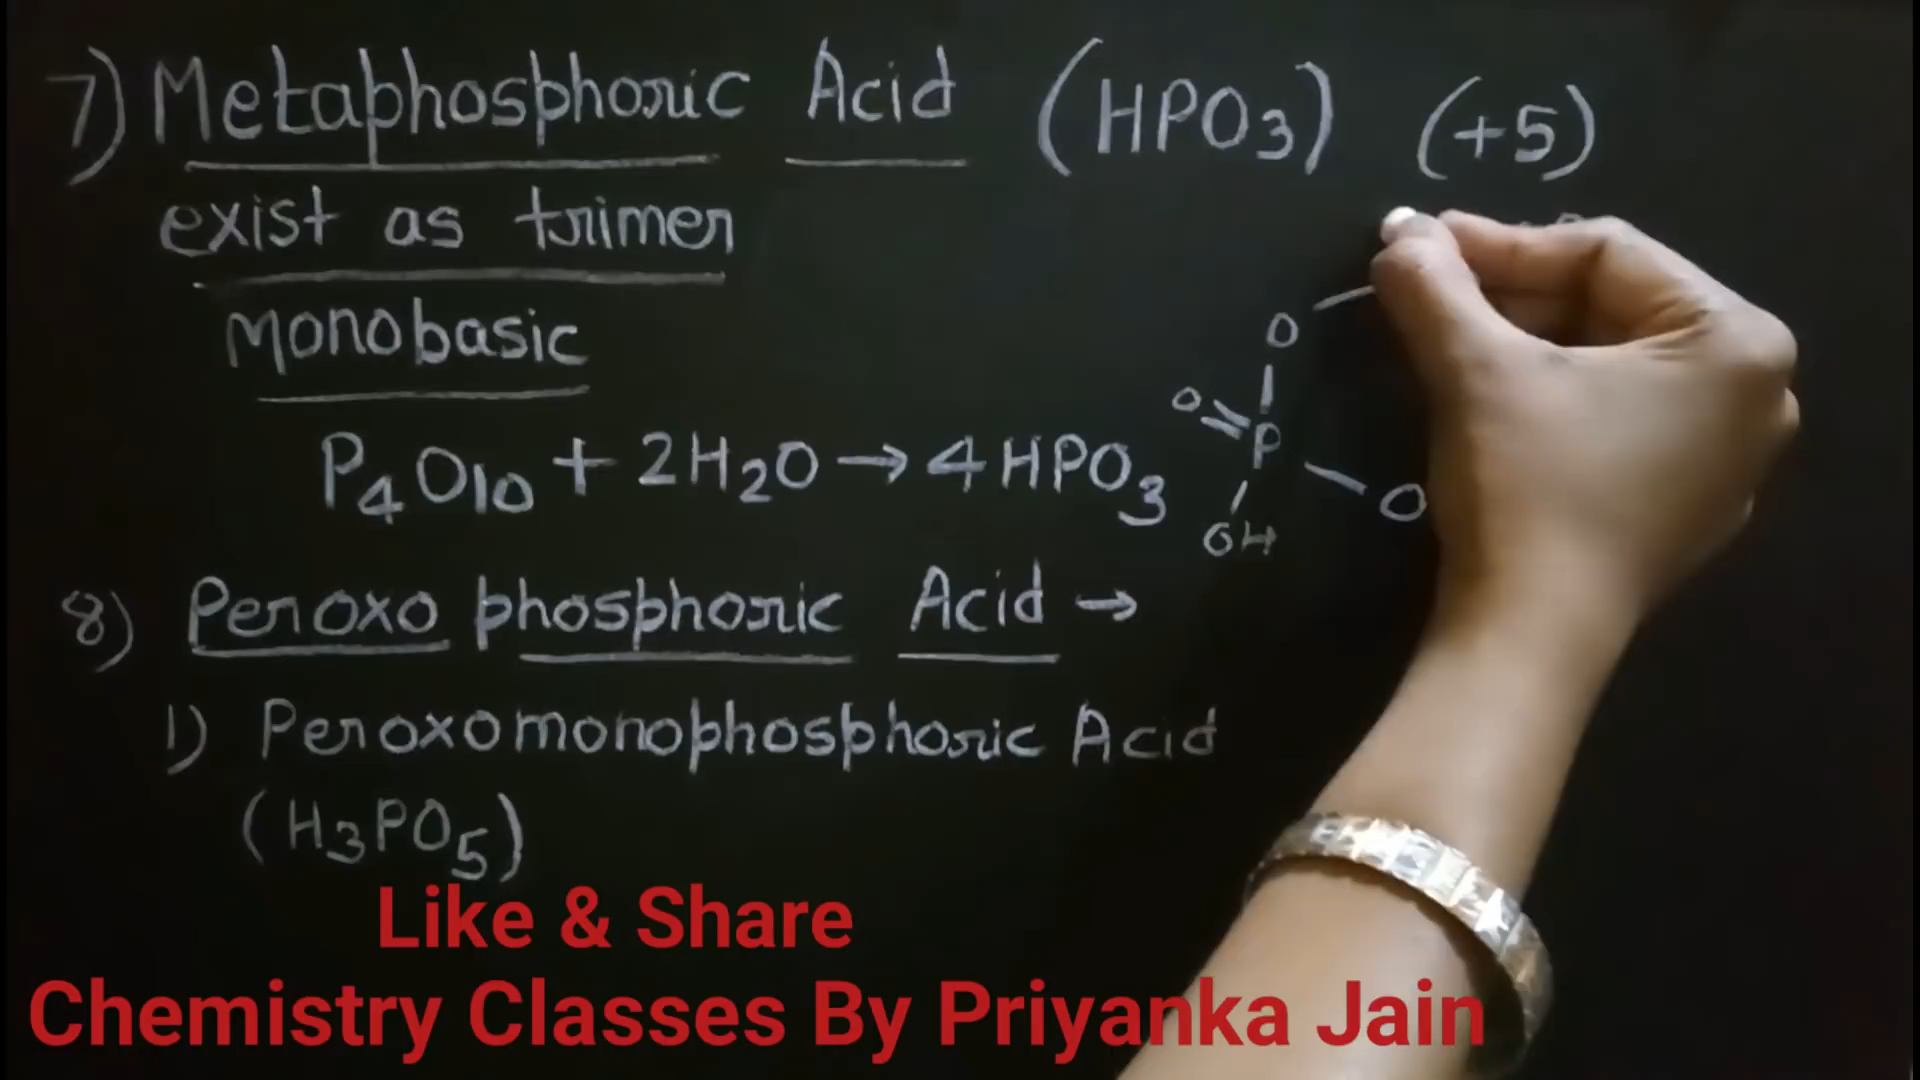 7) Metaphosphoric Acid (HPO3) (+5)
exist as trimer
monobasic
P4O10 + 2H2O → 4HPO3
O
O
P
O
OH
8) Peroxo phosphoric Acid →
1) Peroxomonophosphoric Acid
(H3PO5)
Like & Share
Chemistry Classes By Priyanka Jain